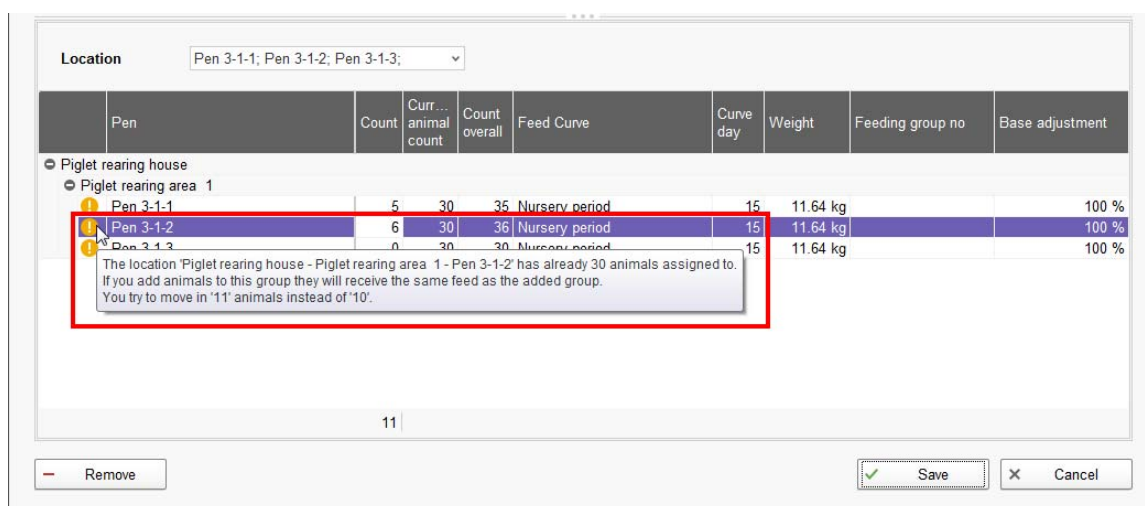 Location Pen 3-1-1; Pen 3-1-2; Pen 3-1-3;
Pen Count Curr... animal count Count overall Feed Curve Curve day Weight Feeding group no Base adjustment
Piglet rearing house
Piglet rearing area 1
Pen 3-1-1 5 30 35 Nursery period 15 11.64 kg 100 %
Pen 3-1-2 6 30 36 Nursery period 15 11.64 kg 100 %
Pen 3-1-3 0 30 30 Nursery period 15 11.64 kg 100 %
The location 'Piglet rearing house - Piglet rearing area 1 - Pen 3-1-2' has already 30 animals assigned to.
If you add animals to this group they will receive the same feed as the added group.
You try to move in '11' animals instead of '10'.
11
Remove Save Cancel